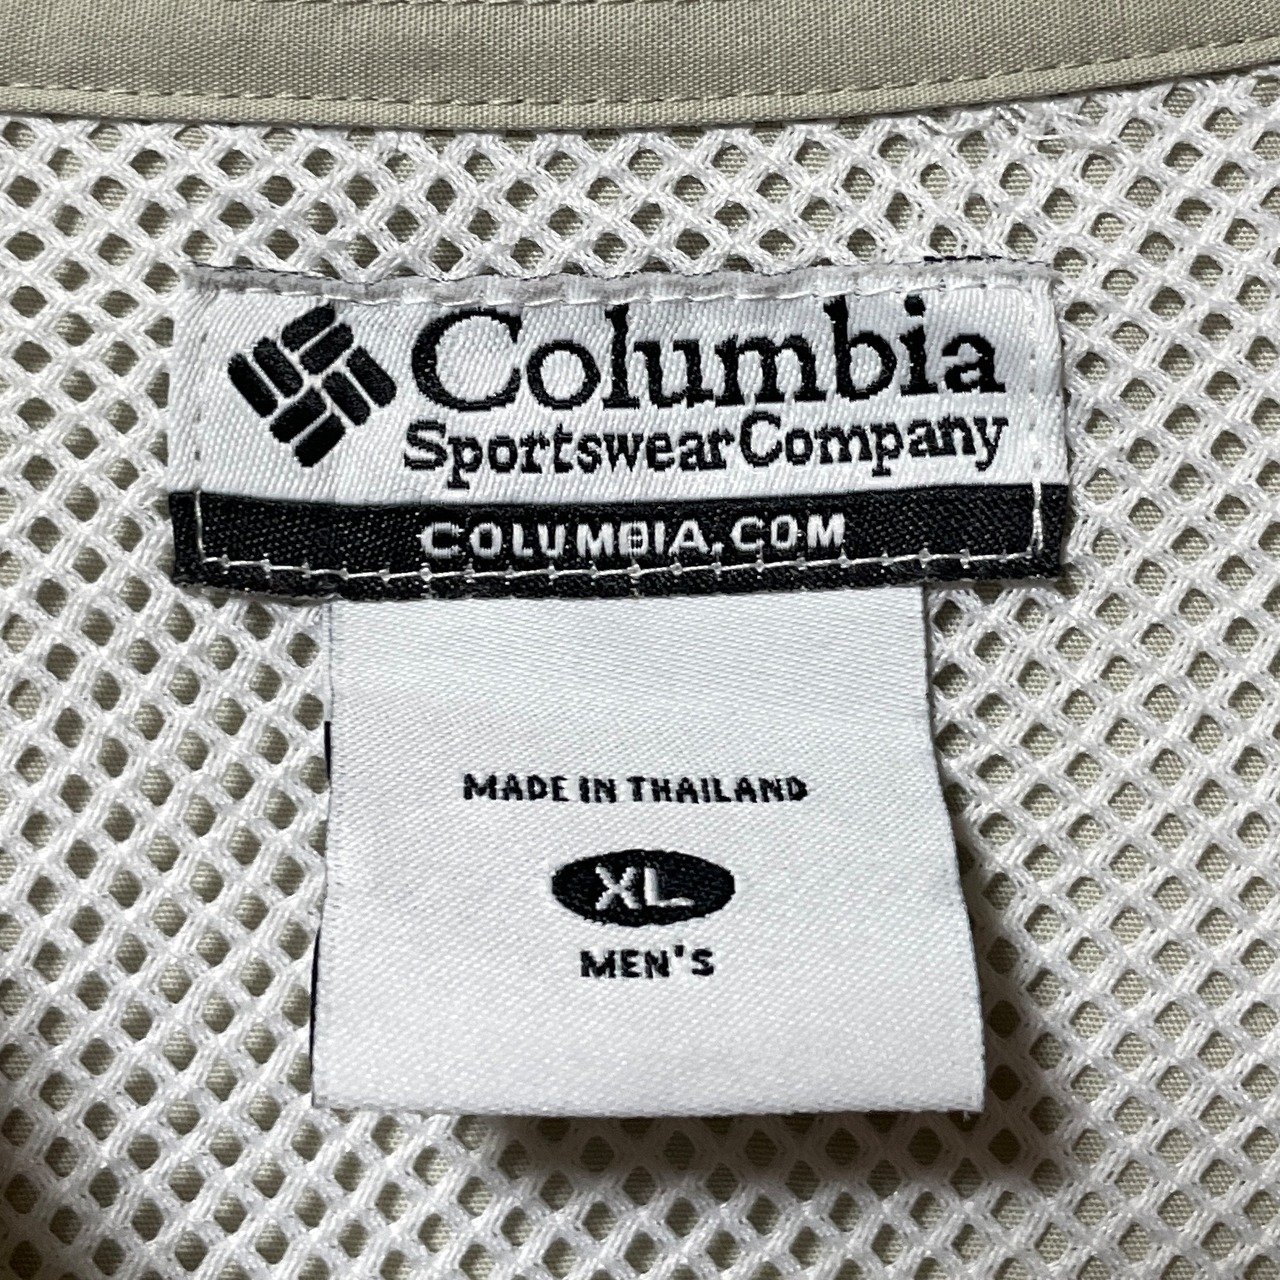 Columbia
Sportswear Company
COLUMBIA.COM
MADE IN THAILAND
XL
MEN'S